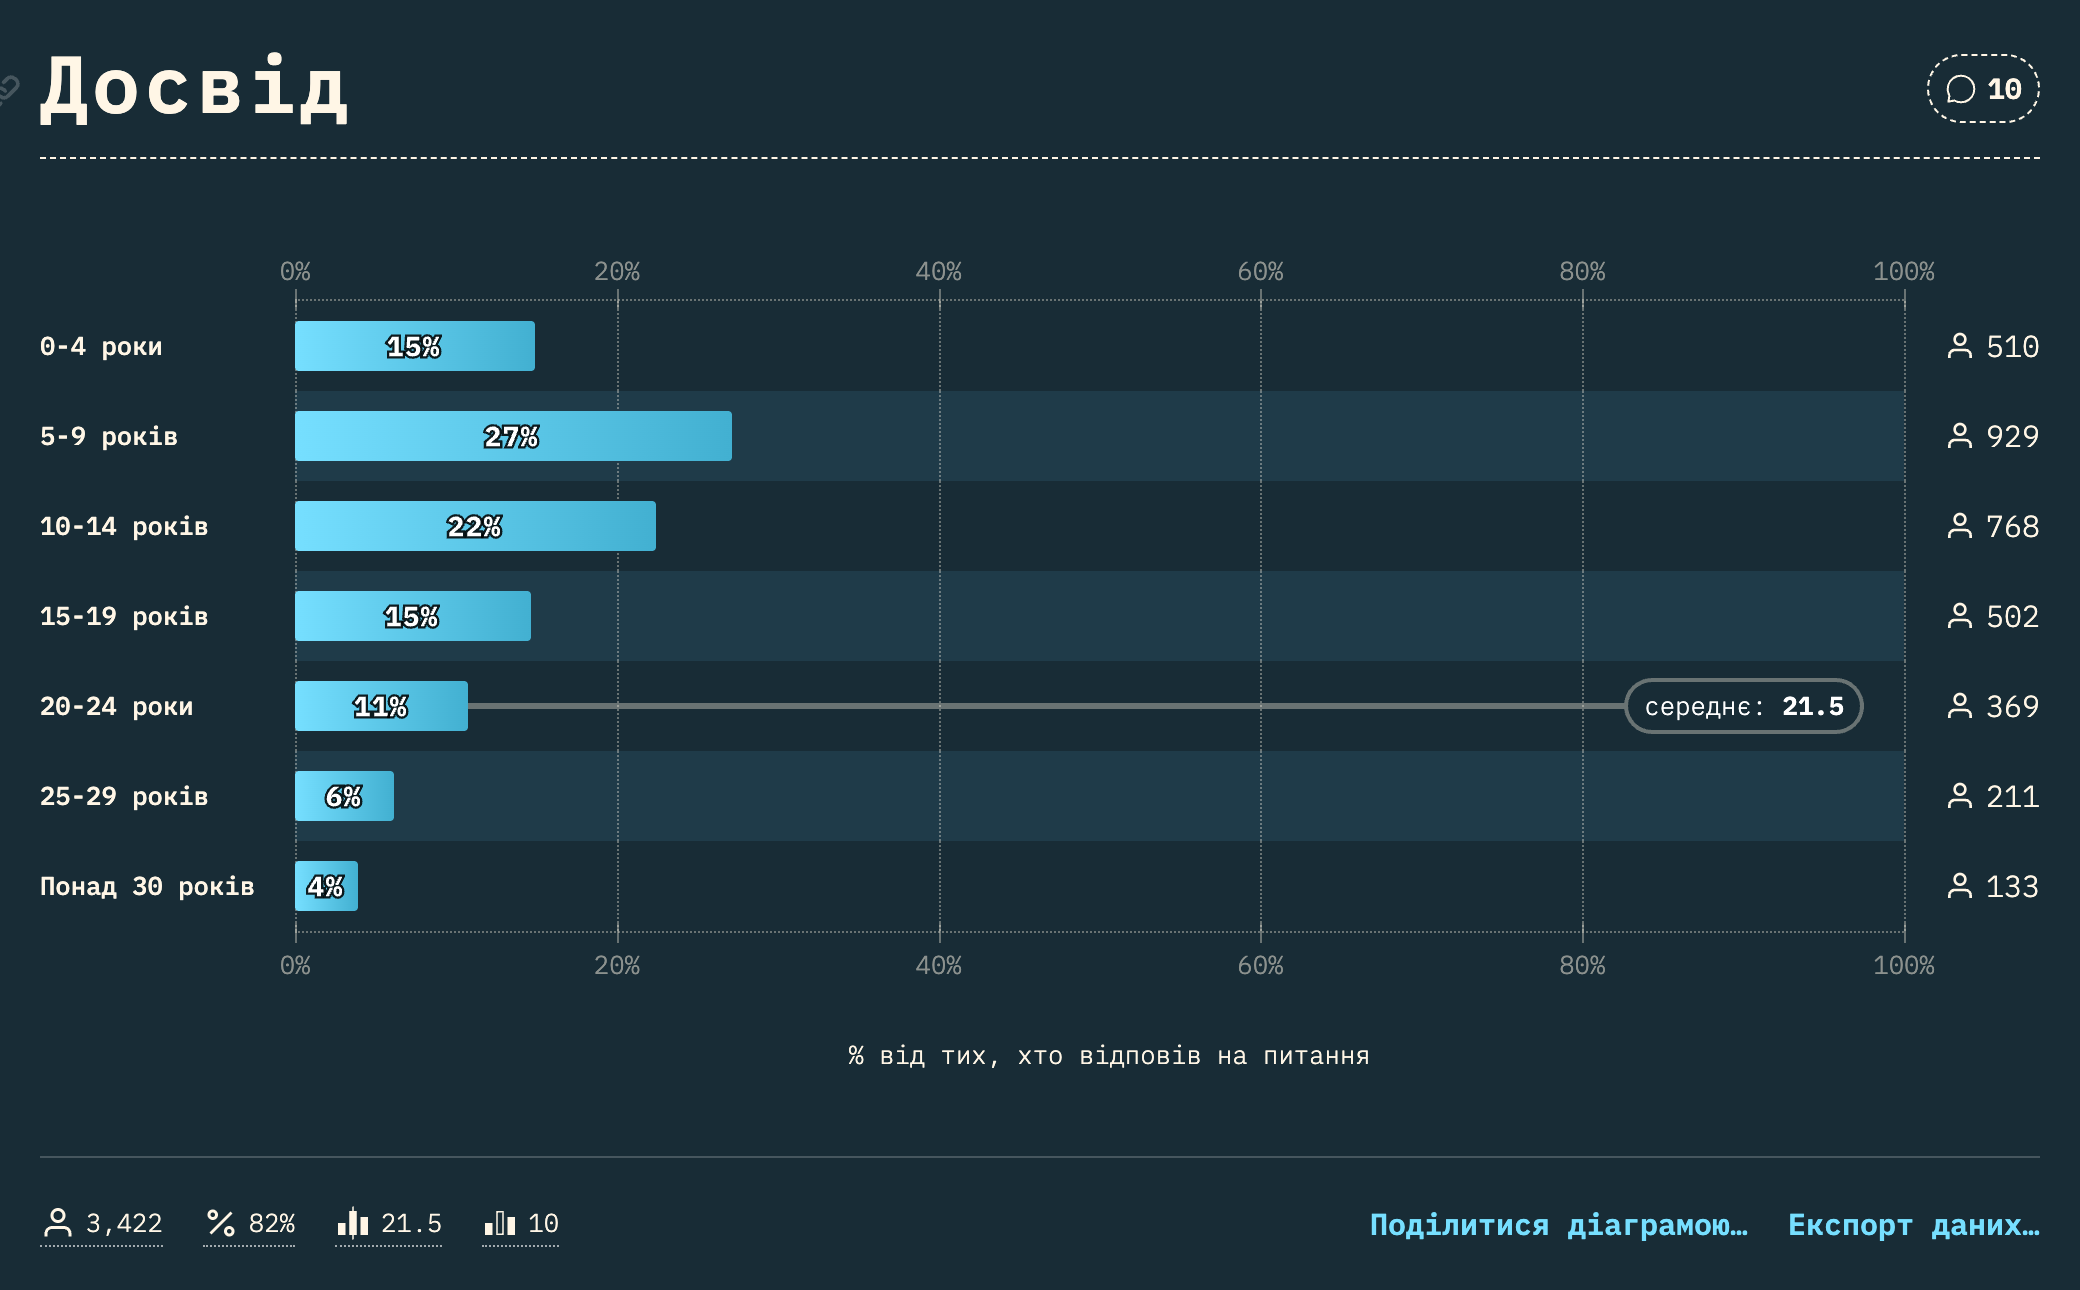 Досвід
10
0% 20% 40% 60% 80% 100%
0-4 роки 15% 510
5-9 років 27% 929
10-14 років 22% 768
15-19 років 15% 502
20-24 роки 11% середнє: 21.5 369
25-29 років 6% 211
Понад 30 років 4% 133
0% 20% 40% 60% 80% 100%
% від тих, хто відповів на питання
3,422 82% 21.5 10 Поділитися діаграмою… Експорт даних…